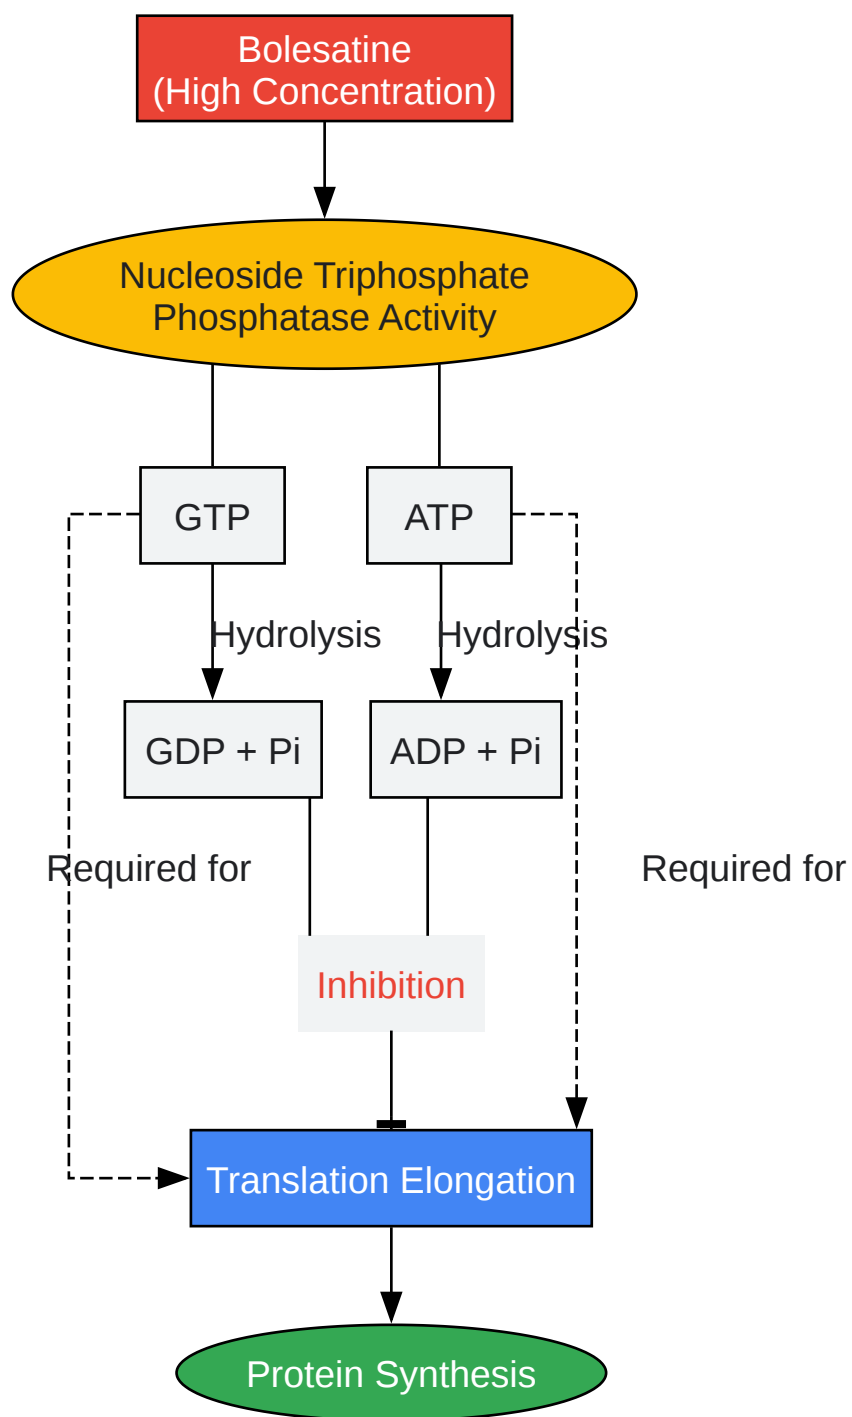 Bolesatine
(High Concentration)
Nucleoside Triphosphate
Phosphatase Activity
GTP
ATP
Hydrolysis
Hydrolysis
GDP + Pi
ADP + Pi
Required for
Required for
Inhibition
Translation Elongation
Protein Synthesis